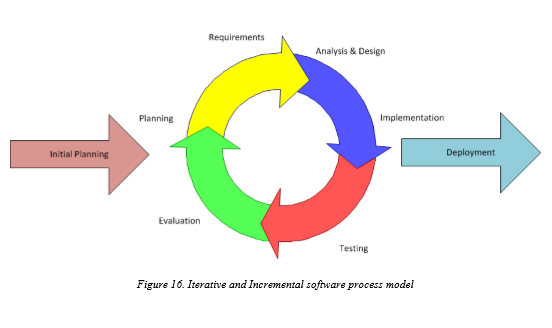 Requirements
Analysis & Design
Planning
Implementation
Initial Planning
Deployment
Evaluation
Testing
Figure 16. Iterative and Incremental software process model